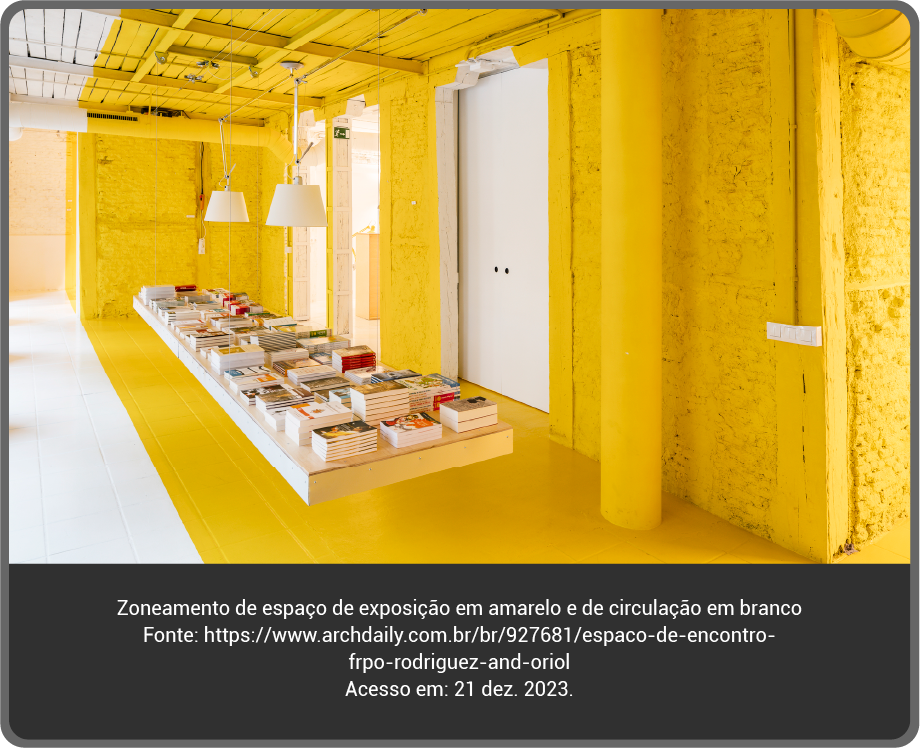 Zoneamento de espaço de exposição em amarelo e de circulação em branco
Fonte: https://www.archdaily.com.br/br/927681/espaco-de-encontro-
frpo-rodriguez-and-oriol
Acesso em: 21 dez. 2023.